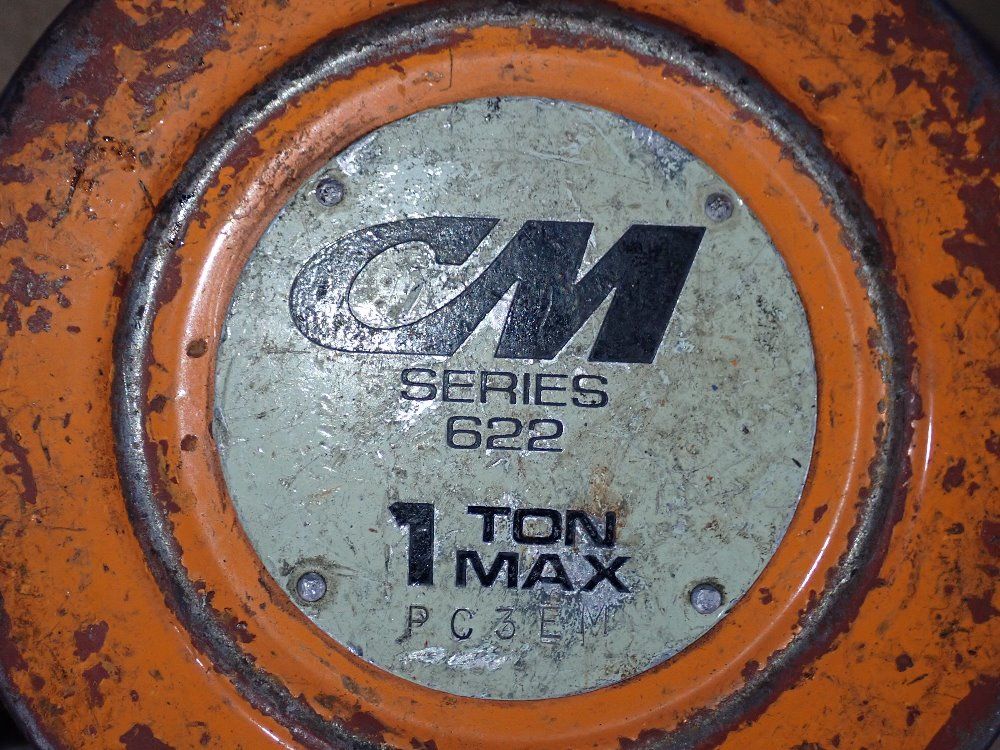 CM
SERIES
622
1 TON
MAX
PC3EM